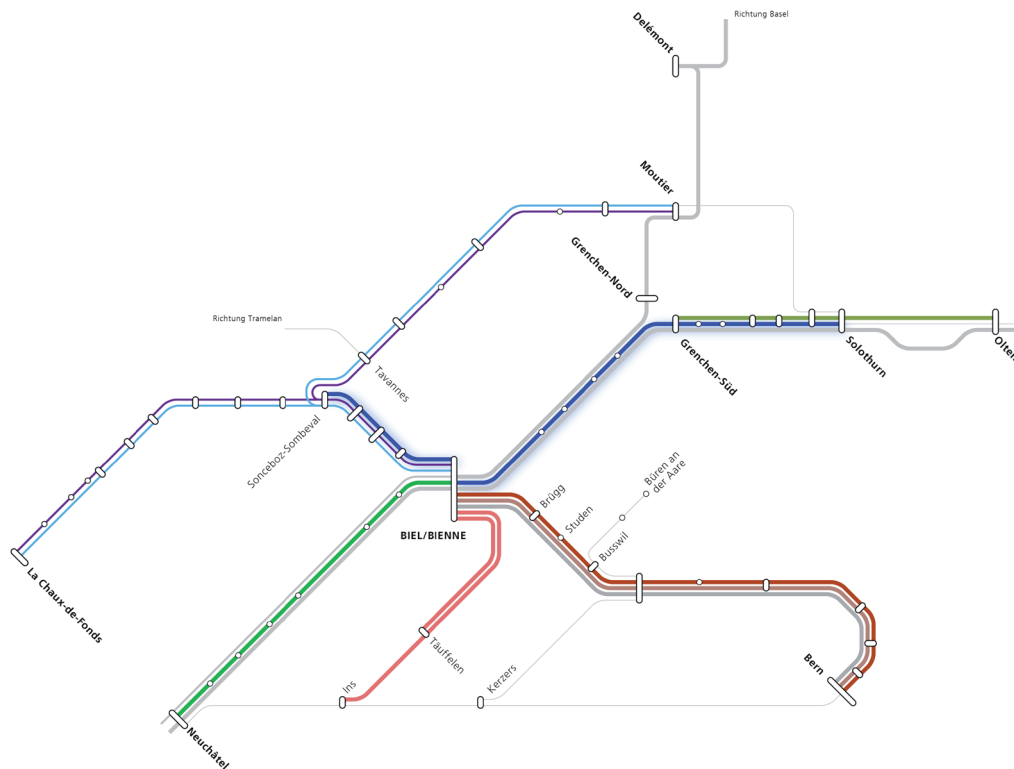 Richtung Basel
Delémont
Moutier
Grenchen-Nord
Richtung Tramelan
Tavannes
Grenchen-Süd
Solothurn
Sonceboz-Sombeval
Büren an
der Aare
Brügg
Studen
Busswil
BIEL/BIENNE
La Chaux-de-Fonds
Täuffelen
Ins
Kerzers
Bern
Neuchâtel